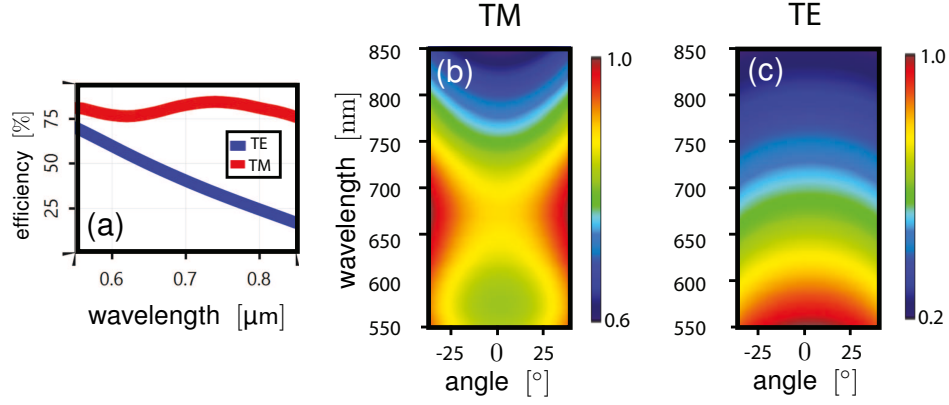 TM
TE
(a)
efficiency [%]
75
50
25
TE
TM
0.6
0.7
0.8
wavelength [μm]
(b)
wavelength [nm]
850
800
750
700
650
600
550
-25
0
25
angle [°]
1.0
0.6
(c)
850
800
750
700
650
600
550
-25
0
25
angle [°]
1.0
0.2